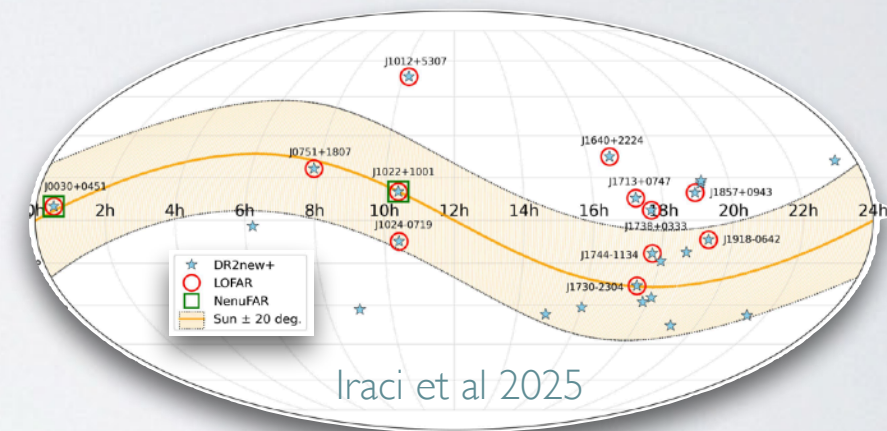 J1012+5307
J1640+2224
J0751+1807
J1022+1001
J1713+0747
J1857+0943
J0030+0451
0h 2h 4h 6h 8h 10h 12h 14h 16h 18h 20h 22h 24h
J1738+0333
J1024-0719
J1918-0642
J1744-1134
J1730-2304
DR2new+
LOFAR
NenuFAR
Sun ± 20 deg.
Iraci et al 2025